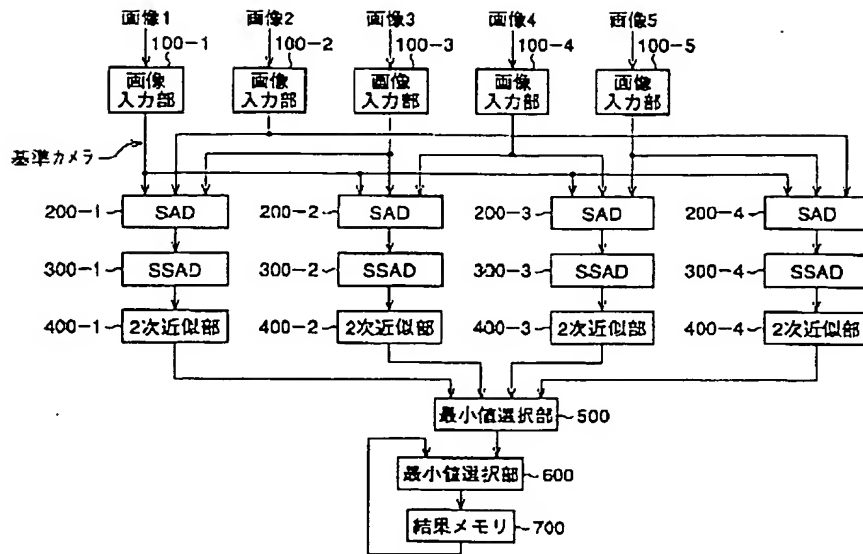 画像1 画像2 画像3 画像4 画像5
100-1 100-2 100-3 100-4 100-5
画像入力部 画像入力部 画像入力部 画像入力部 画像入力部
基準カメラ
200-1 SAD 200-2 SAD 200-3 SAD 200-4 SAD
300-1 SSAD 300-2 SSAD 300-3 SSAD 300-4 SSAD
400-1 2次近似部 400-2 2次近似部 400-3 2次近似部 400-4 2次近似部
最小値選択部 500
最小値選択部 600
結果メモリ 700